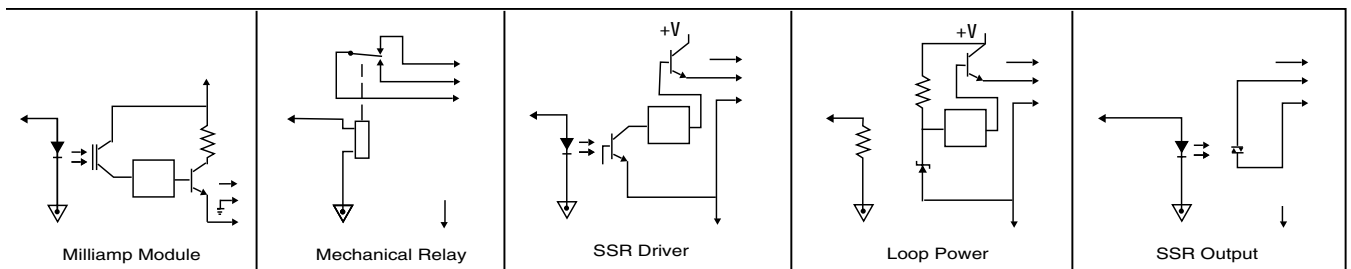 +V
+V
Milliamp Module
Mechanical Relay
SSR Driver
Loop Power
SSR Output